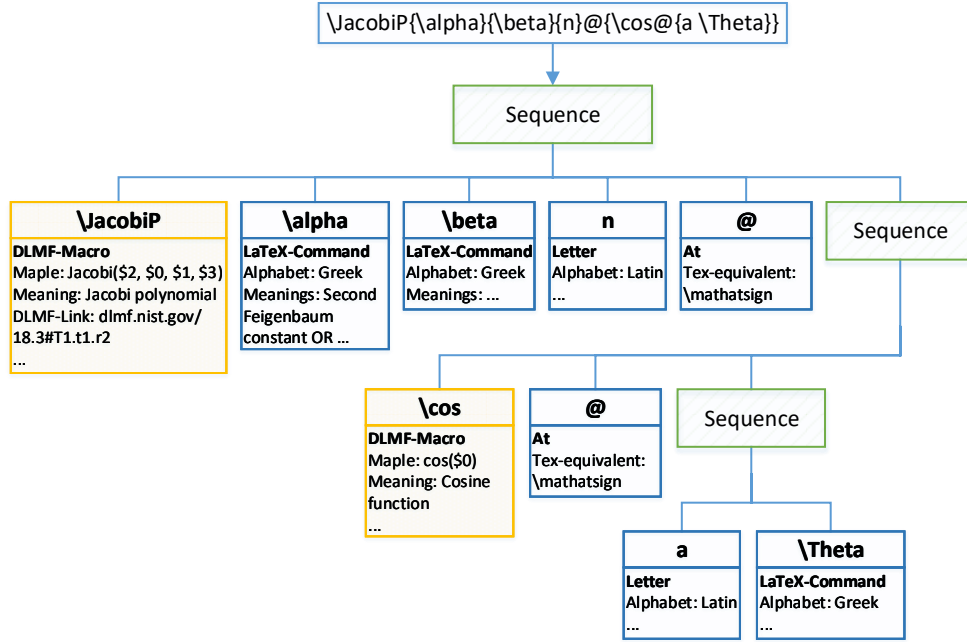 \JacobiP{\alpha}{\beta}{n}@{\cos@{a \Theta}}
Sequence
\JacobiP
DLMF-Macro
Maple: Jacobi($2, $0, $1, $3)
Meaning: Jacobi polynomial
DLMF-Link: dlmf.nist.gov/
18.3#T1.t1.r2
...
\alpha
LaTeX-Command
Alphabet: Greek
Meanings: Second
Feigenbaum
constant OR ...
\beta
LaTeX-Command
Alphabet: Greek
Meanings: ...
n
Letter
Alphabet: Latin
...
@
At
Tex-equivalent:
\mathatsign
Sequence
\cos
DLMF-Macro
Maple: cos($0)
Meaning: Cosine
function
...
@
At
Tex-equivalent:
\mathatsign
Sequence
a
Letter
Alphabet: Latin
...
\Theta
LaTeX-Command
Alphabet: Greek
...